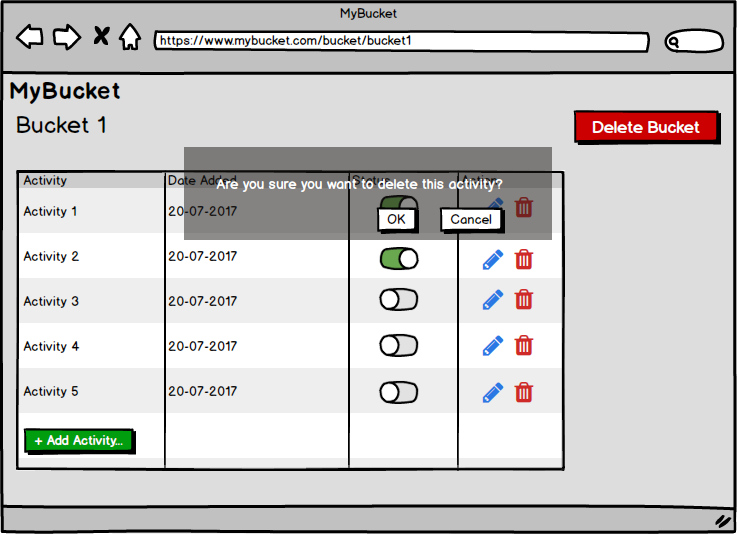 MyBucket
https://www.mybucket.com/bucket/bucket1
MyBucket
Bucket 1
Delete Bucket
Activity Date Added Status Action
Are you sure you want to delete this activity?
Activity 1 20-07-2017
OK Cancel
Activity 2 20-07-2017
Activity 3 20-07-2017
Activity 4 20-07-2017
Activity 5 20-07-2017
+ Add Activity...